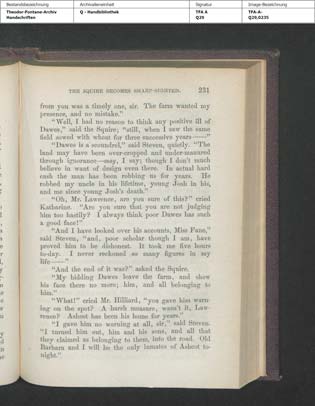 Bestandsbezeichnung
Archivalieneinheit
Signatur
Image-Bezeichnung
Theodor-Fontane-Archiv
Handschriften
Q - Handbibliothek
TFA A
Q29
TFA-A-
Q29,0235
THE SQUIRE BECOMES SHARP-SIGHTED. 231
from you was a timely one, sir. The farm wanted my
presence, and no mistake."
"Well, I had no reason to think any positive ill of
Dawes," said the Squire; "still, when I saw the same
field sowed with wheat for three successive years——"
"Dawes is a scoundrel," said Steven, quietly. "The
land may have been over-cropped and under-manured
through ignorance—may, I say; though I don't much
believe in want of design even there. In actual hard
cash the man has been robbing us for years. He
robbed my uncle in his lifetime, young Josh in his,
and me since young Josh's death."
"Oh, Mr. Lawrence, are you sure of this?" cried
Katharine. "Are you sure that you are not judging
him too hastily? I always think poor Dawes has such
a good face!"
"And I have looked over his accounts, Miss Fane,"
said Steven, "and, poor scholar though I am, have
proved him to be dishonest. It took me five hours
to-day. I never reckoned so many figures in my
life——"
"And the end of it was?" asked the Squire.
"My bidding Dawes leave the farm, and show
his face there no more; him, and all belonging to
him."
"What!" cried Mr. Hilliard, "you gave him warn-
ing on the spot? A harsh measure, wasn't it, Law-
rence? Ashcot has been his home for years."
"I gave him no warning at all, sir," said Steven.
"I turned him out, him and his sons, and all that
they claimed as belonging to them, into the road. Old
Barbara and I will be the only inmates of Ashcot to-
night."